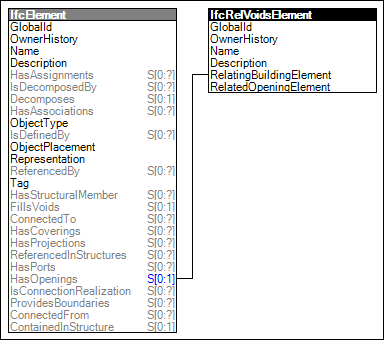 IfcElement
GlobalId
OwnerHistory
Name
Description
HasAssignments S[0:?]
IsDecomposedBy S[0:?]
Decomposes S[0:1]
HasAssociations S[0:?]
ObjectType
IsDefinedBy S[0:?]
ObjectPlacement
Representation
ReferencedBy S[0:?]
Tag
HasStructuralMember S[0:?]
FillsVoids S[0:1]
ConnectedTo S[0:?]
HasCoverings S[0:?]
HasProjections S[0:?]
ReferencedInStructures S[0:?]
HasPorts S[0:?]
HasOpenings S[0:1]
IsConnectionRealization S[0:?]
ProvidesBoundaries S[0:?]
ConnectedFrom S[0:?]
ContainedInStructure S[0:1]
IfcRelVoidsElement
GlobalId
OwnerHistory
Name
Description
RelatingBuildingElement
RelatedOpeningElement